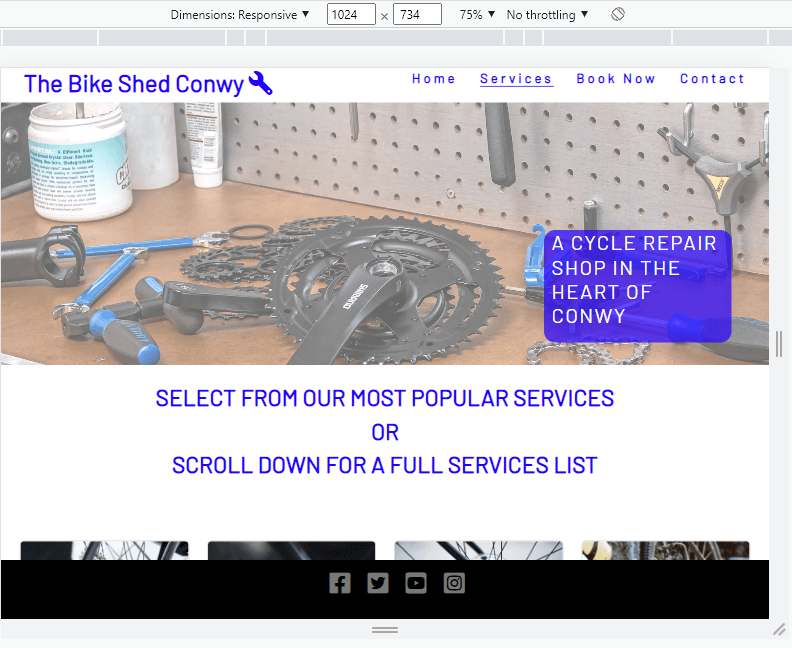 Dimensions: Responsive ▼ 1024 × 734 75% ▼ No throttling ▼
The Bike Shed Conwy
Home Services Book Now Contact
A CYCLE REPAIR
SHOP IN THE
HEART OF
CONWY
SHIMANO
SELECT FROM OUR MOST POPULAR SERVICES
OR
SCROLL DOWN FOR A FULL SERVICES LIST